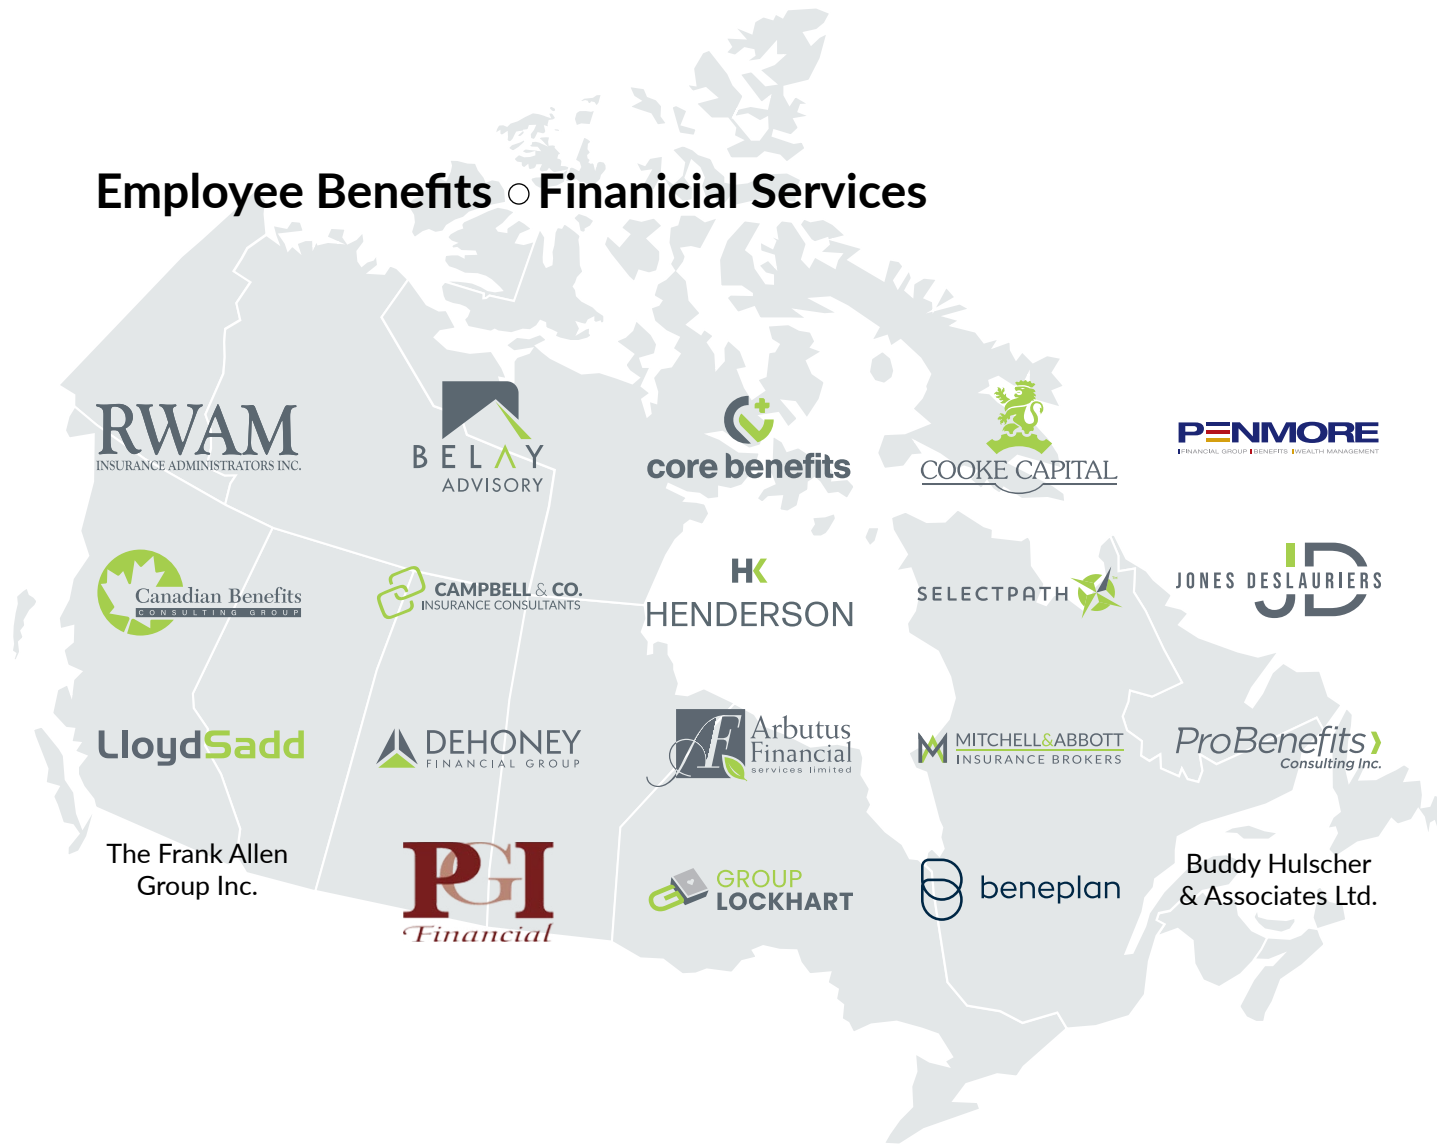 Employee Benefits ○ Finanicial Services
RWAM
INSURANCE ADMINISTRATORS INC.
BELAY
ADVISORY
core benefits
COOKE CAPITAL
PENMORE
FINANCIAL GROUP BENEFITS WEALTH MANAGEMENT
Canadian Benefits
CONSULTING GROUP
CAMPBELL & CO.
INSURANCE CONSULTANTS
HK
HENDERSON
SELECTPATH
JD
JONES DESLAURIERS
LloydSadd
DEHONEY
FINANCIAL GROUP
AF
Arbutus
Financial
services limited
MA
MITCHELL&ABBOTT
INSURANCE BROKERS
ProBenefits
Consulting Inc.
The Frank Allen
Group Inc.
PGI
Financial
GROUP
LOCKHART
beneplan
Buddy Hulscher
& Associates Ltd.